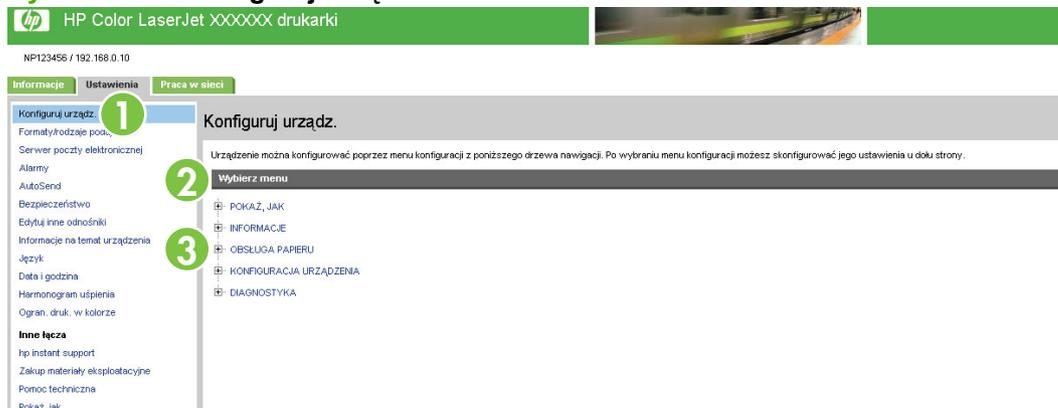 HP Color LaserJet XXXXXX drukarki
NP123456 / 192.168.0.10
Informacje Ustawienia Praca w sieci
Konfiguruj urządz.
1
Formaty/rodzaje
Serwer poczty elektronicznej
Alarmy
AutoSend
Bezpieczeństwo
Edytuj inne odnośniki
Informacje na temat urządzenia
Język
Data i godzina
Harmonogram uśpienia
Ogran. druk. w kolorze
Inne łącza
hp instant support
Zakup materiały eksploatacyjne
Pomoc techniczna
Pokaż, jak
Konfiguruj urządz.
Urządzenie można konfigurować poprzez menu konfiguracji z poniższego drzewa nawigacji. Po wybraniu menu konfiguracji możesz skonfigurować jego ustawienia u dołu strony.
2
Wybierz menu
POKAŻ, JAK
INFORMACJE
3
OBSŁUGA PAPIERU
KONFIGURACJA URZĄDZENIA
DIAGNOSTYKA